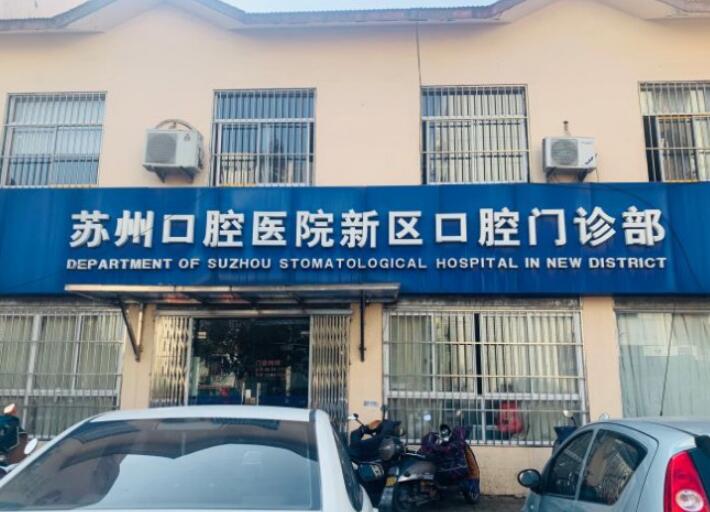 苏州口腔医院新区口腔门诊部
DEPARTMENT OF SUZHOU STOMATOLOGICAL HOSPITAL IN NEW DISTRICT